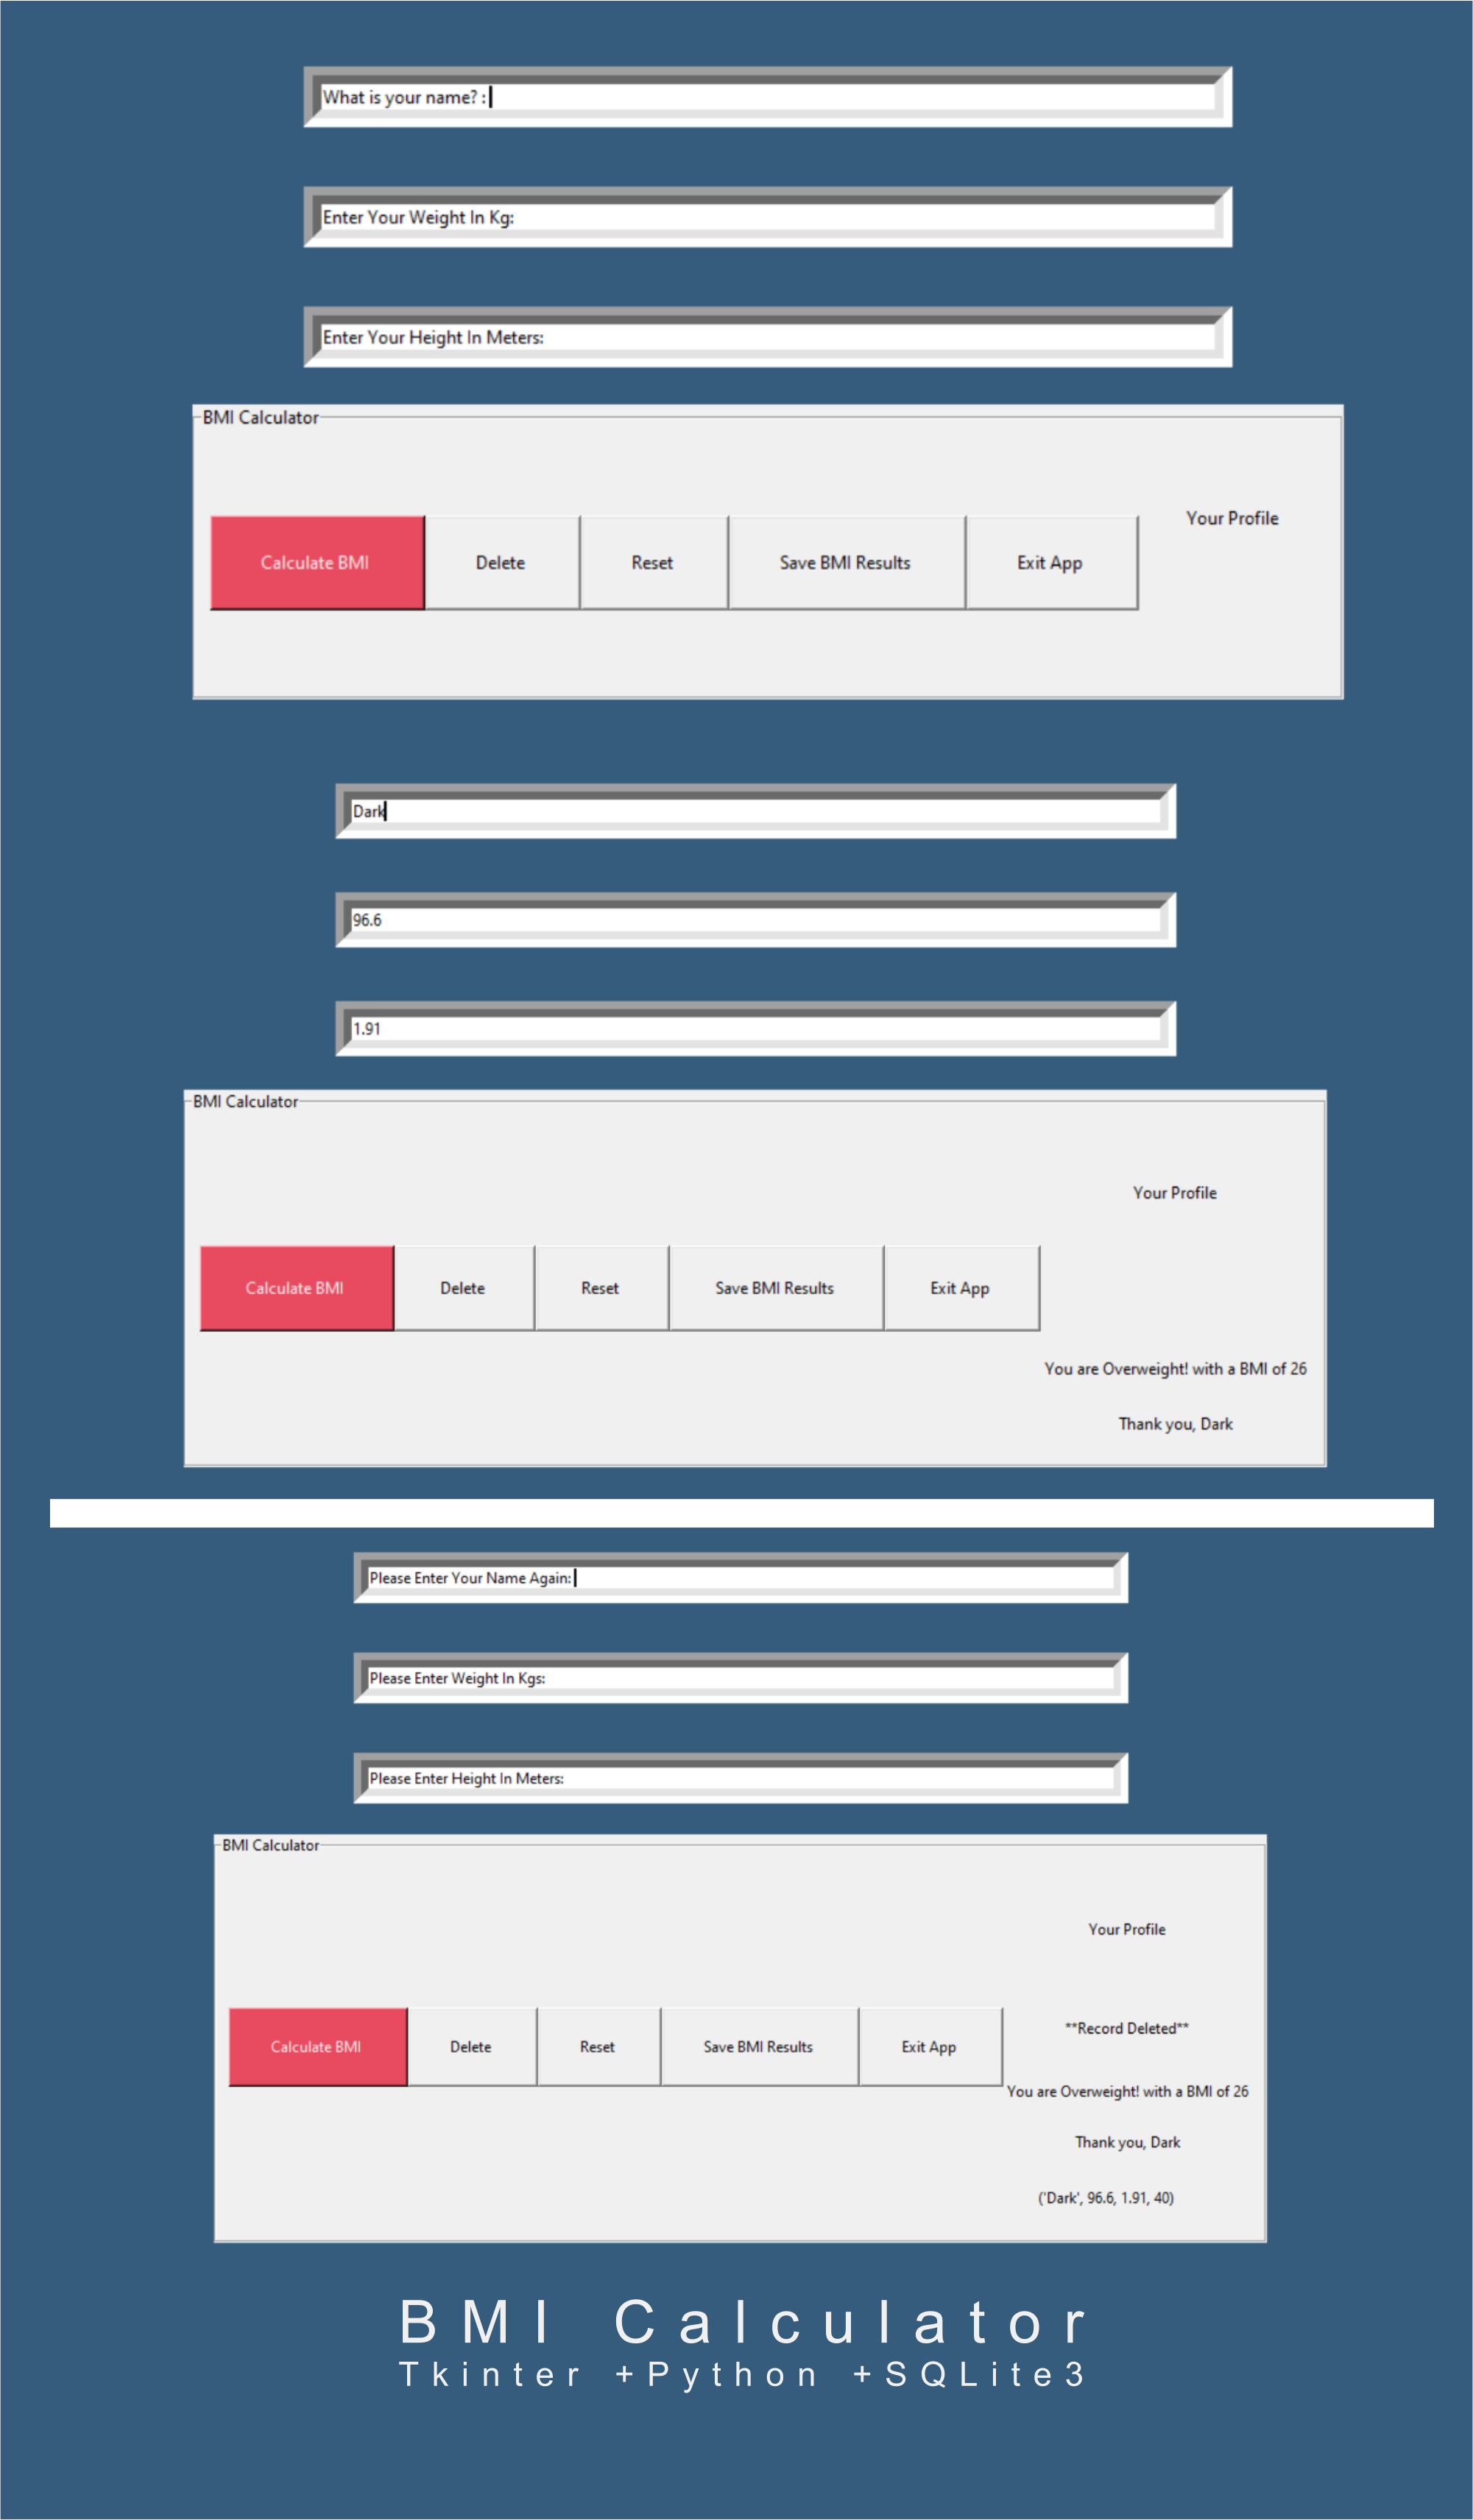 What is your name? :
Enter Your Weight In Kg:
Enter Your Height In Meters:
BMI Calculator
Your Profile
Calculate BMI Delete Reset Save BMI Results Exit App
Dark
96.6
1.91
BMI Calculator
Your Profile
Calculate BMI Delete Reset Save BMI Results Exit App
You are Overweight! with a BMI of 26
Thank you, Dark
Please Enter Your Name Again:
Please Enter Weight In Kgs:
Please Enter Height In Meters:
BMI Calculator
Your Profile
**Record Deleted**
Calculate BMI Delete Reset Save BMI Results Exit App
You are Overweight! with a BMI of 26
Thank you, Dark
('Dark', 96.6, 1.91, 40)
BMI Calculator
Tkinter +Python +SQLite3